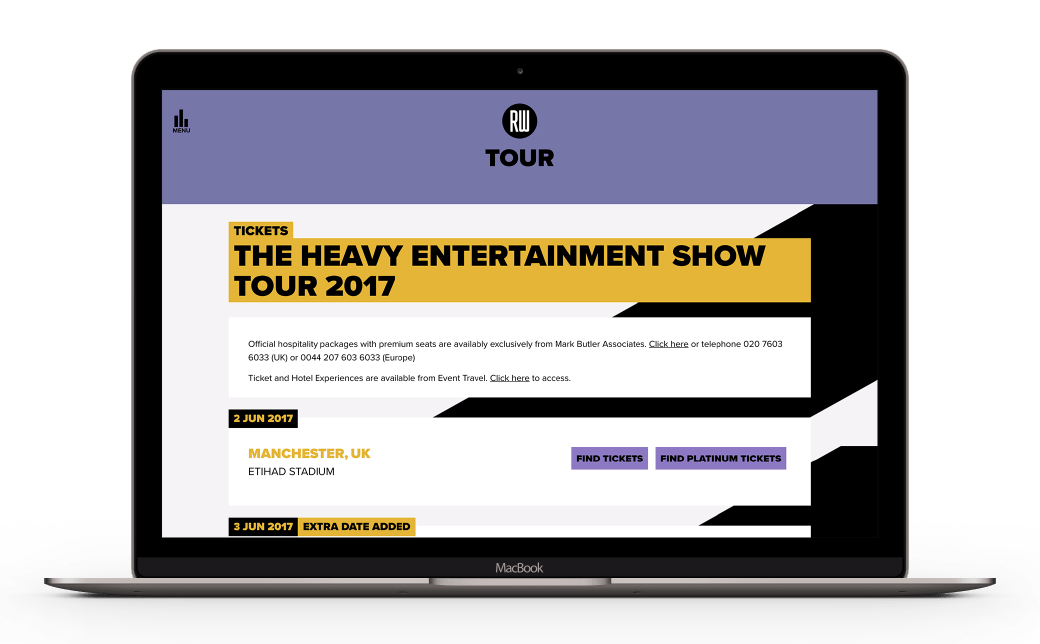 MENU
RW
TOUR
TICKETS
THE HEAVY ENTERTAINMENT SHOW
TOUR 2017
Official hospitality packages with premium seats are availably exclusively from Mark Butler Associates. Click here or telephone 020 7603
6033 (UK) or 0044 207 603 6033 (Europe)
Ticket and Hotel Experiences are available from Event Travel. Click here to access.
2 JUN 2017
MANCHESTER, UK
ETIHAD STADIUM
FIND TICKETS
FIND PLATINUM TICKETS
3 JUN 2017
EXTRA DATE ADDED
MacBook